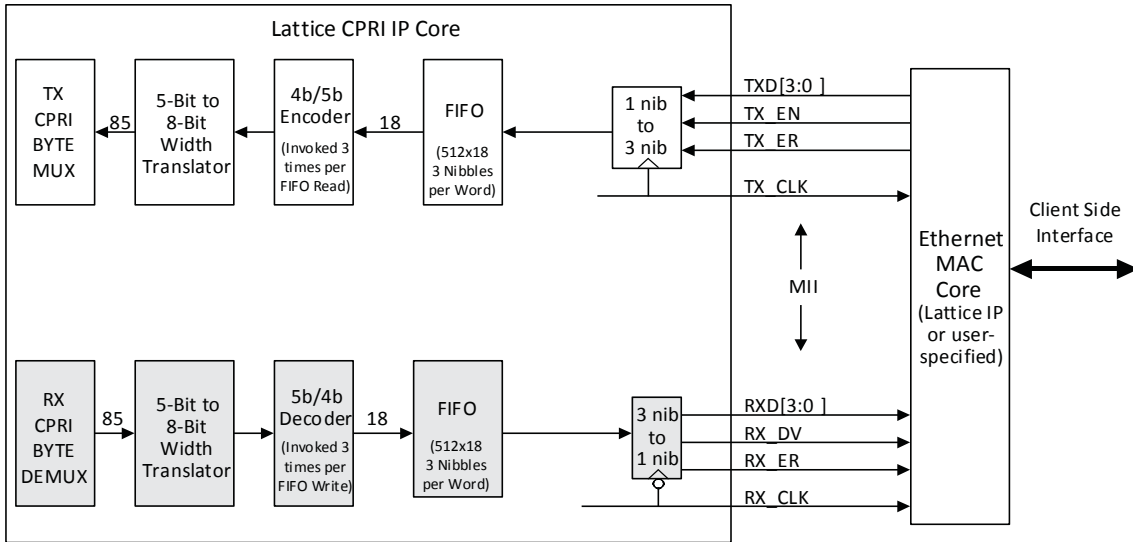 Lattice CPRI IP Core
TX
CPRI
BYTE
MUX
85
5-Bit to
8-Bit
Width
Translator
4b/5b
Encoder
(Invoked 3
times per
FIFO Read)
18
FIFO
(512x18
3 Nibbles
per Word)
1 nib
to
3 nib
TXD[3:0 ]
TX_EN
TX_ER
TX_CLK
MII
Ethernet
MAC
Core
(Lattice IP
or user-
specified)
Client Side
Interface
RX
CPRI
BYTE
DEMUX
85
5-Bit to
8-Bit
Width
Translator
5b/4b
Decoder
(Invoked 3
times per
FIFO Write)
18
FIFO
(512x18
3 Nibbles
per Word)
3 nib
to
1 nib
RXD[3:0 ]
RX_DV
RX_ER
RX_CLK